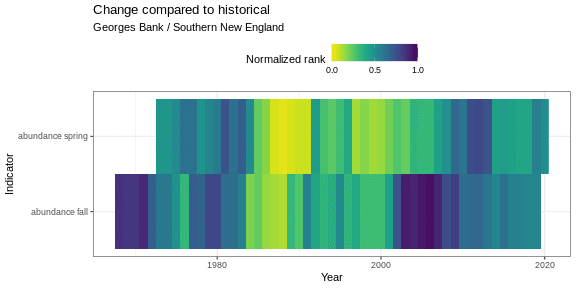 Change compared to historical
Georges Bank / Southern New England
Normalized rank
0.0 0.5 1.0
abundance spring
abundance fall
Indicator
1980 2000 2020
Year